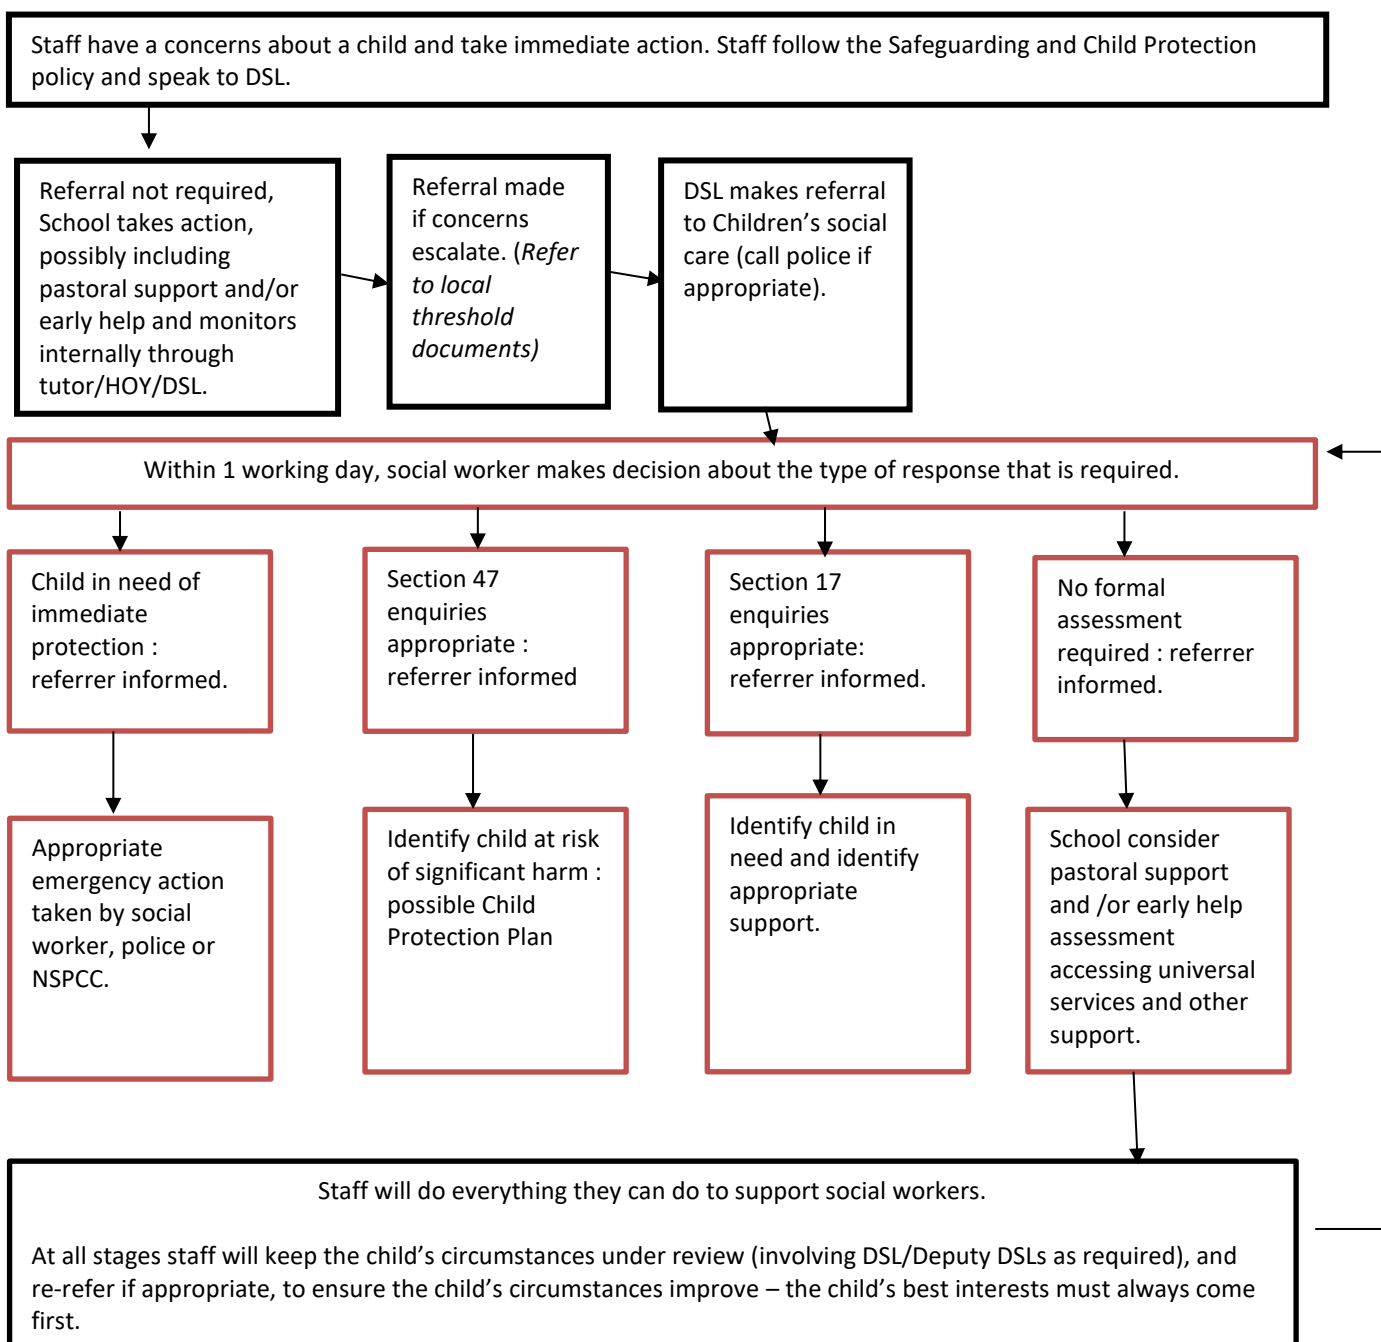 Staff have a concerns about a child and take immediate action. Staff follow the Safeguarding and Child Protection
policy and speak to DSL.
Referral not required,
School takes action,
possibly including
pastoral support and/or
early help and monitors
internally through
tutor/HOY/DSL.
Referral made
if concerns
escalate. (Refer
to local
threshold
documents)
DSL makes referral
to Children’s social
care (call police if
appropriate).
Within 1 working day, social worker makes decision about the type of response that is required.
Child in need of
immediate
protection :
referrer informed.
Section 47
enquiries
appropriate :
referrer informed
Section 17
enquiries
appropriate:
referrer informed.
No formal
assessment
required : referrer
informed.
Appropriate
emergency action
taken by social
worker, police or
NSPCC.
Identify child at risk
of significant harm :
possible Child
Protection Plan
Identify child in
need and identify
appropriate
support.
School consider
pastoral support
and /or early help
assessment
accessing universal
services and other
support.
Staff will do everything they can do to support social workers.
At all stages staff will keep the child’s circumstances under review (involving DSL/Deputy DSLs as required), and
re-refer if appropriate, to ensure the child’s circumstances improve – the child’s best interests must always come
first.